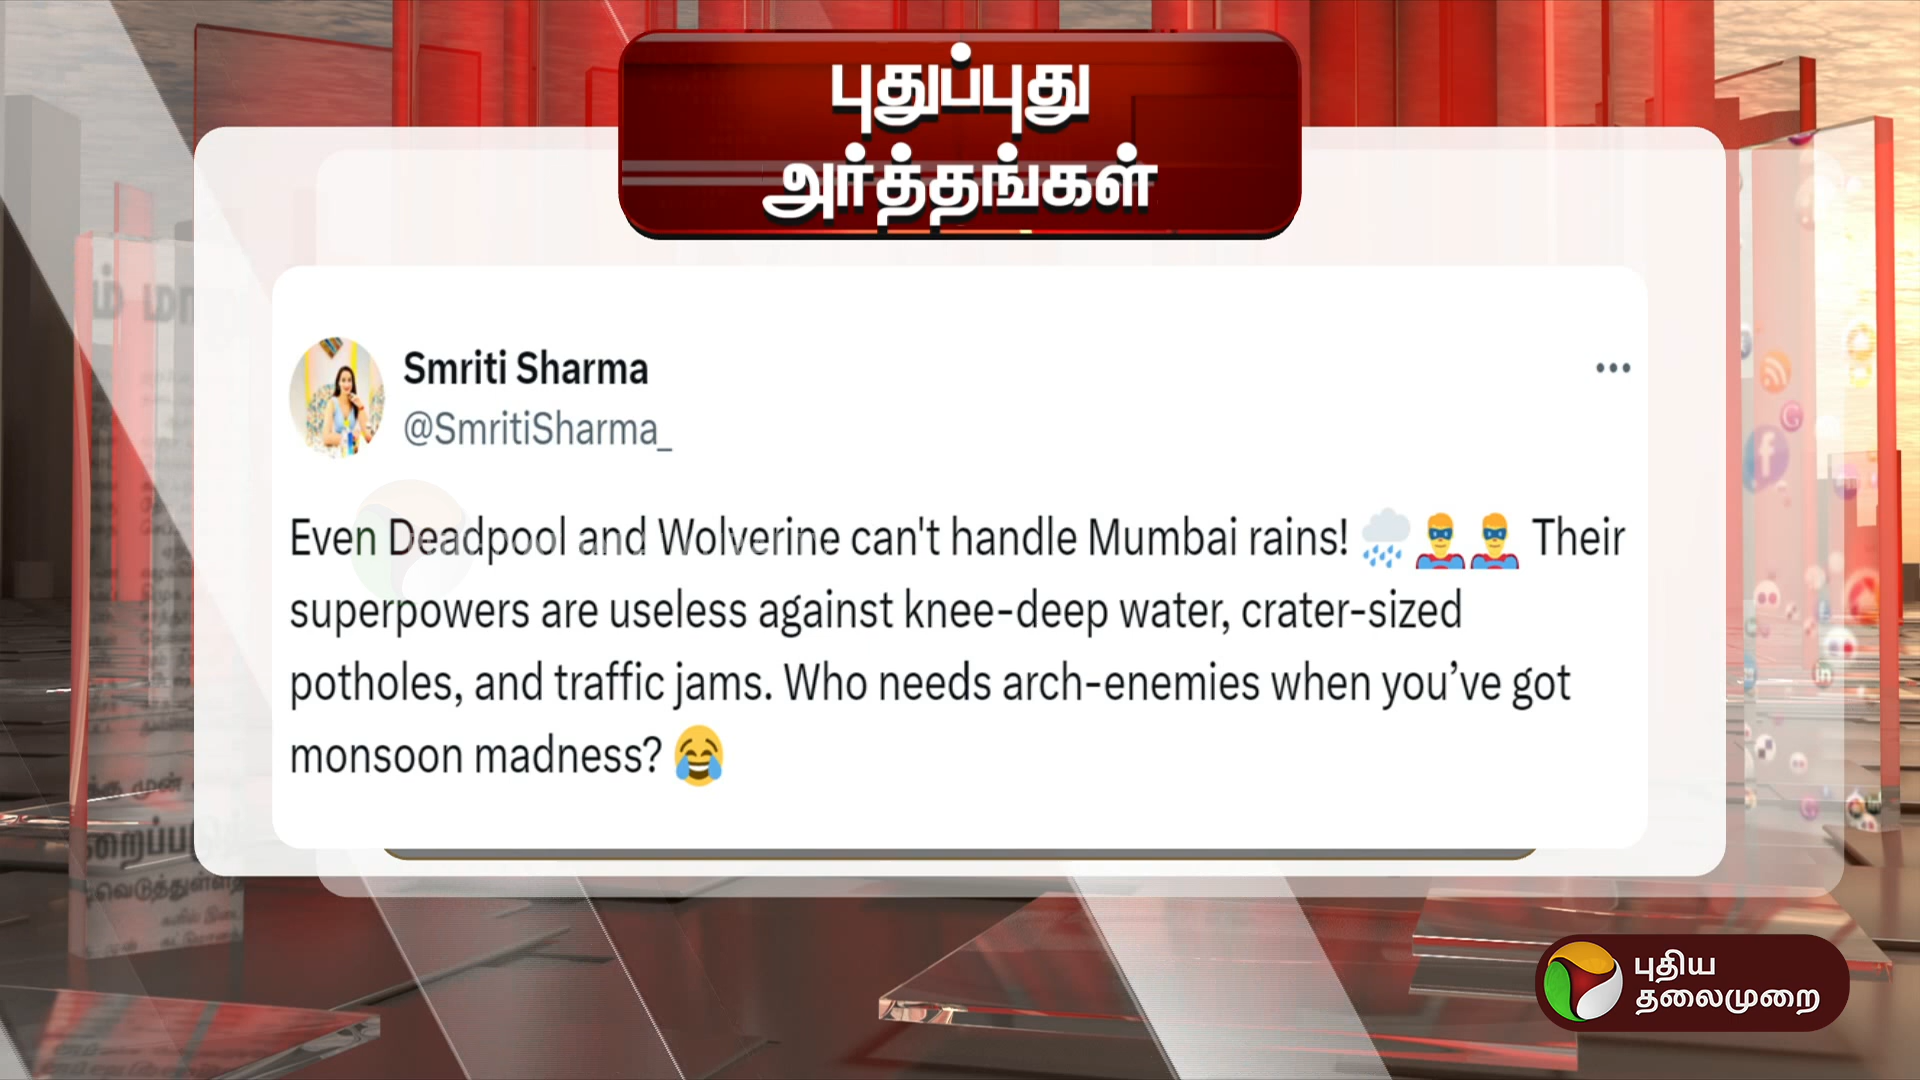 புதுப்புது
அர்த்தங்கள்
Smriti Sharma
@SmritiSharma_
Even Deadpool and Wolverine can't handle Mumbai rains! 🌧️🦸‍♂️🦸‍♂️ Their
superpowers are useless against knee-deep water, crater-sized
potholes, and traffic jams. Who needs arch-enemies when you’ve got
monsoon madness? 😂
புதிய
தலைமுறை